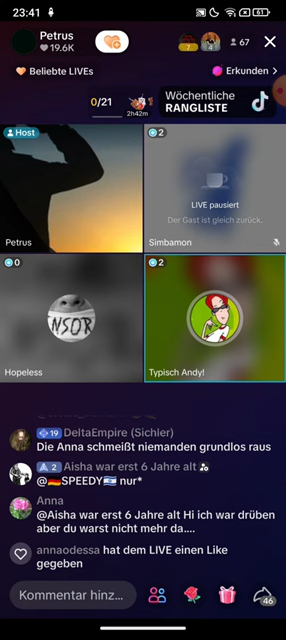 23:41
61
Petrus
19.6K
7
4
67
Beliebte LIVEs
Erkunden
0/21
2h42m
Wöchentliche
RANGLISTE
Host
2
LIVE pausiert
Der Gast ist gleich zurück.
Petrus
Simbamon
0
2
NSOR
Hopeless
Typisch Andy!
19 DeltaEmpire (Sichler)
Die Anna schmeißt niemanden grundlos raus
2 Aisha war erst 6 Jahre alt
@🇩🇪SPEEDY🇮🇱 nur*
Anna
@Aisha war erst 6 Jahre alt Hi ich war drüben
aber du warst nicht mehr da....
annaodessa hat dem LIVE einen Like
gegeben
Kommentar hinz...
46